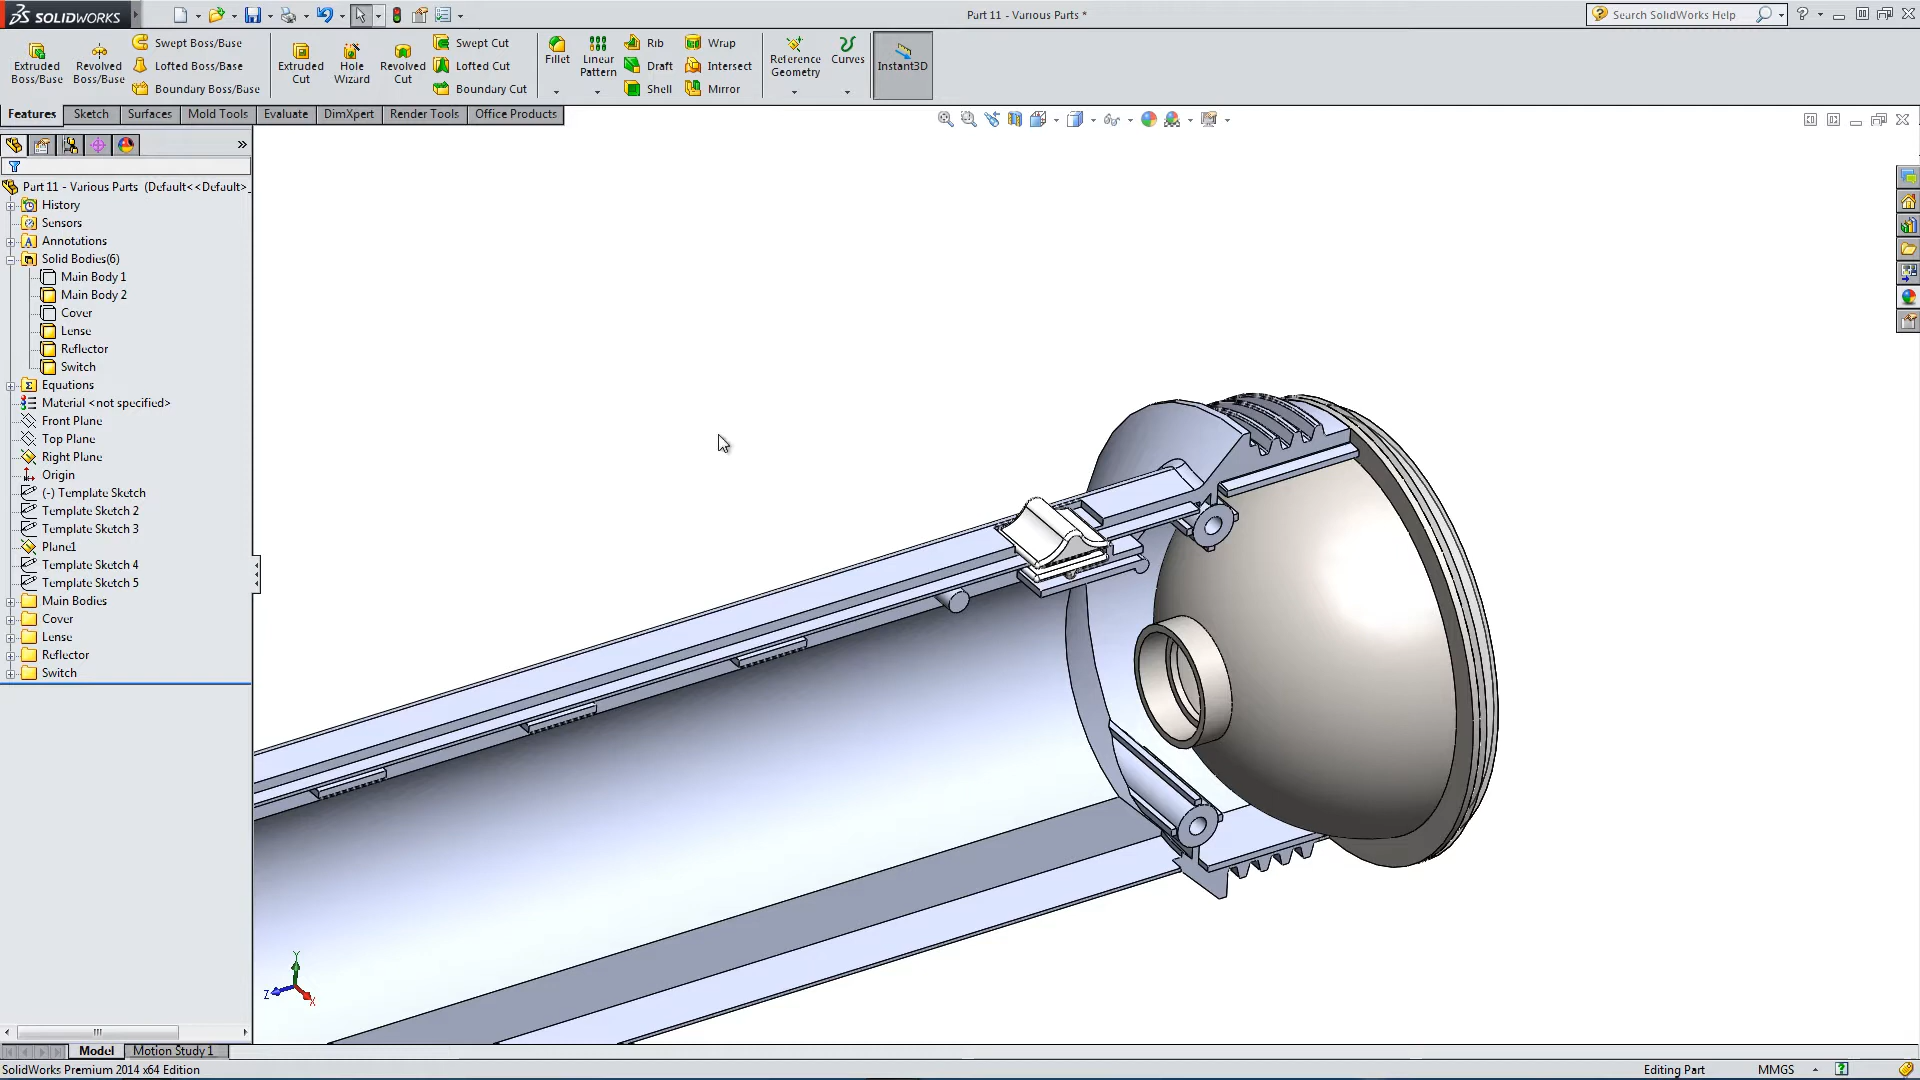 SOLIDWORKS
Part 11 - Various Parts *
Search SolidWorks Help
Extruded Boss/Base
Revolved Boss/Base
Swept Boss/Base
Lofted Boss/Base
Boundary Boss/Base
Extruded Cut
Hole Wizard
Revolved Cut
Swept Cut
Lofted Cut
Boundary Cut
Fillet
Linear Pattern
Rib
Draft
Shell
Wrap
Intersect
Mirror
Reference Geometry
Curves
Instant3D
Features
Sketch
Surfaces
Mold Tools
Evaluate
DimXpert
Render Tools
Office Products
Part 11 - Various Parts (Default<<Default>_
History
Sensors
Annotations
Solid Bodies(6)
Main Body 1
Main Body 2
Cover
Lense
Reflector
Switch
Equations
Material <not specified>
Front Plane
Top Plane
Right Plane
Origin
(-) Template Sketch
Template Sketch 2
Template Sketch 3
Plane1
Template Sketch 4
Template Sketch 5
Main Bodies
Cover
Lense
Reflector
Switch
Y
Z
X
Model
Motion Study 1
SolidWorks Premium 2014 x64 Edition
Editing Part
MMGS